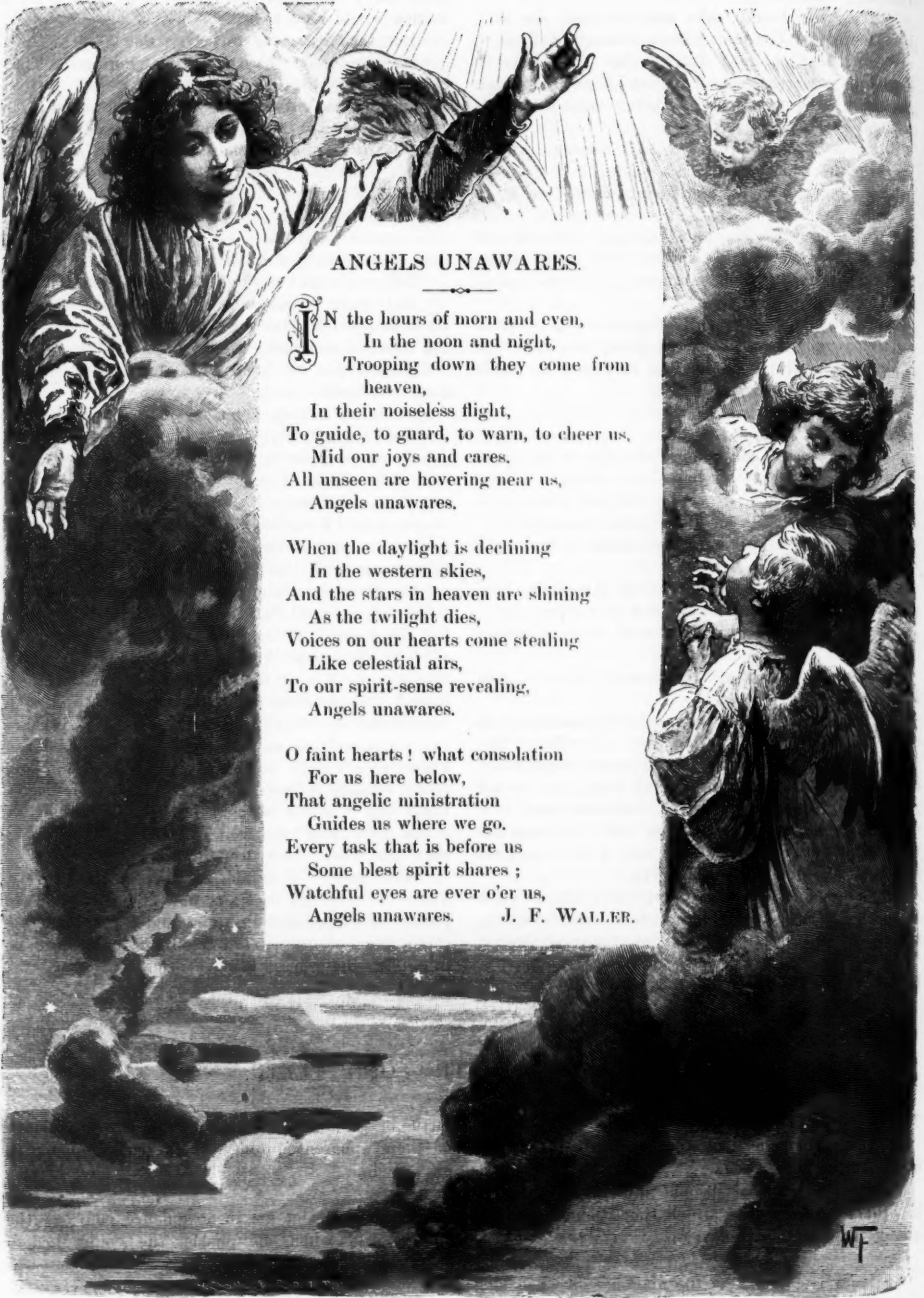 ANGELS UNAWARES.
IN the hours of morn and even,
In the noon and night,
Trooping down they come from
heaven,
In their noiseless flight,
To guide, to guard, to warn, to cheer us,
Mid our joys and cares.
All unseen are hovering near us,
Angels unawares.
When the daylight is declining
In the western skies,
And the stars in heaven are shining
As the twilight dies,
Voices on our hearts come stealing
Like celestial airs,
To our spirit-sense revealing,
Angels unawares.
O faint hearts! what consolation
For us here below,
That angelic ministration
Guides us where we go.
Every task that is before us
Some blest spirit shares;
Watchful eyes are ever o'er us,
Angels unawares. J. F. WALLER.
WF